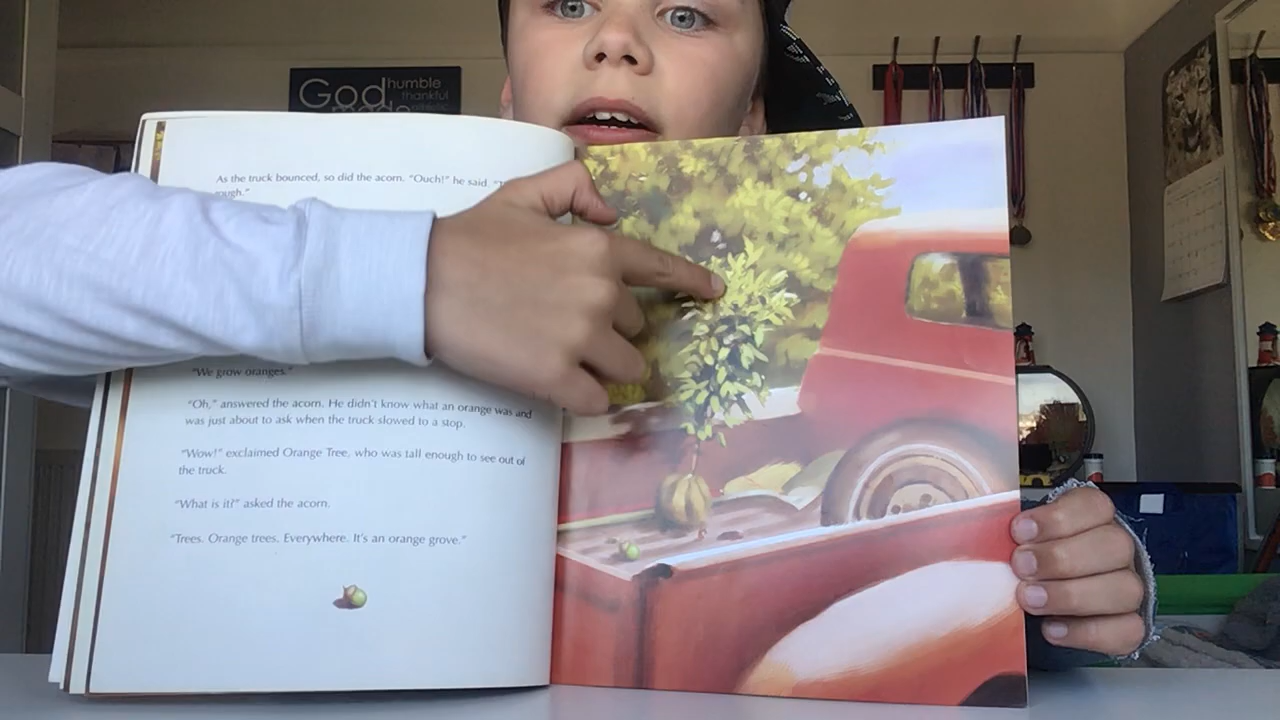 God
humble
thankful
As the truck bounced, so did the acorn. "Ouch!" he said.
rough."
"We grow oranges."
"Oh," answered the acorn. He didn't know what an orange was and
was just about to ask when the truck slowed to a stop.
"Wow!" exclaimed Orange Tree, who was tall enough to see out of
the truck.
"What is it?" asked the acorn.
"Trees. Orange trees. Everywhere. It's an orange grove."